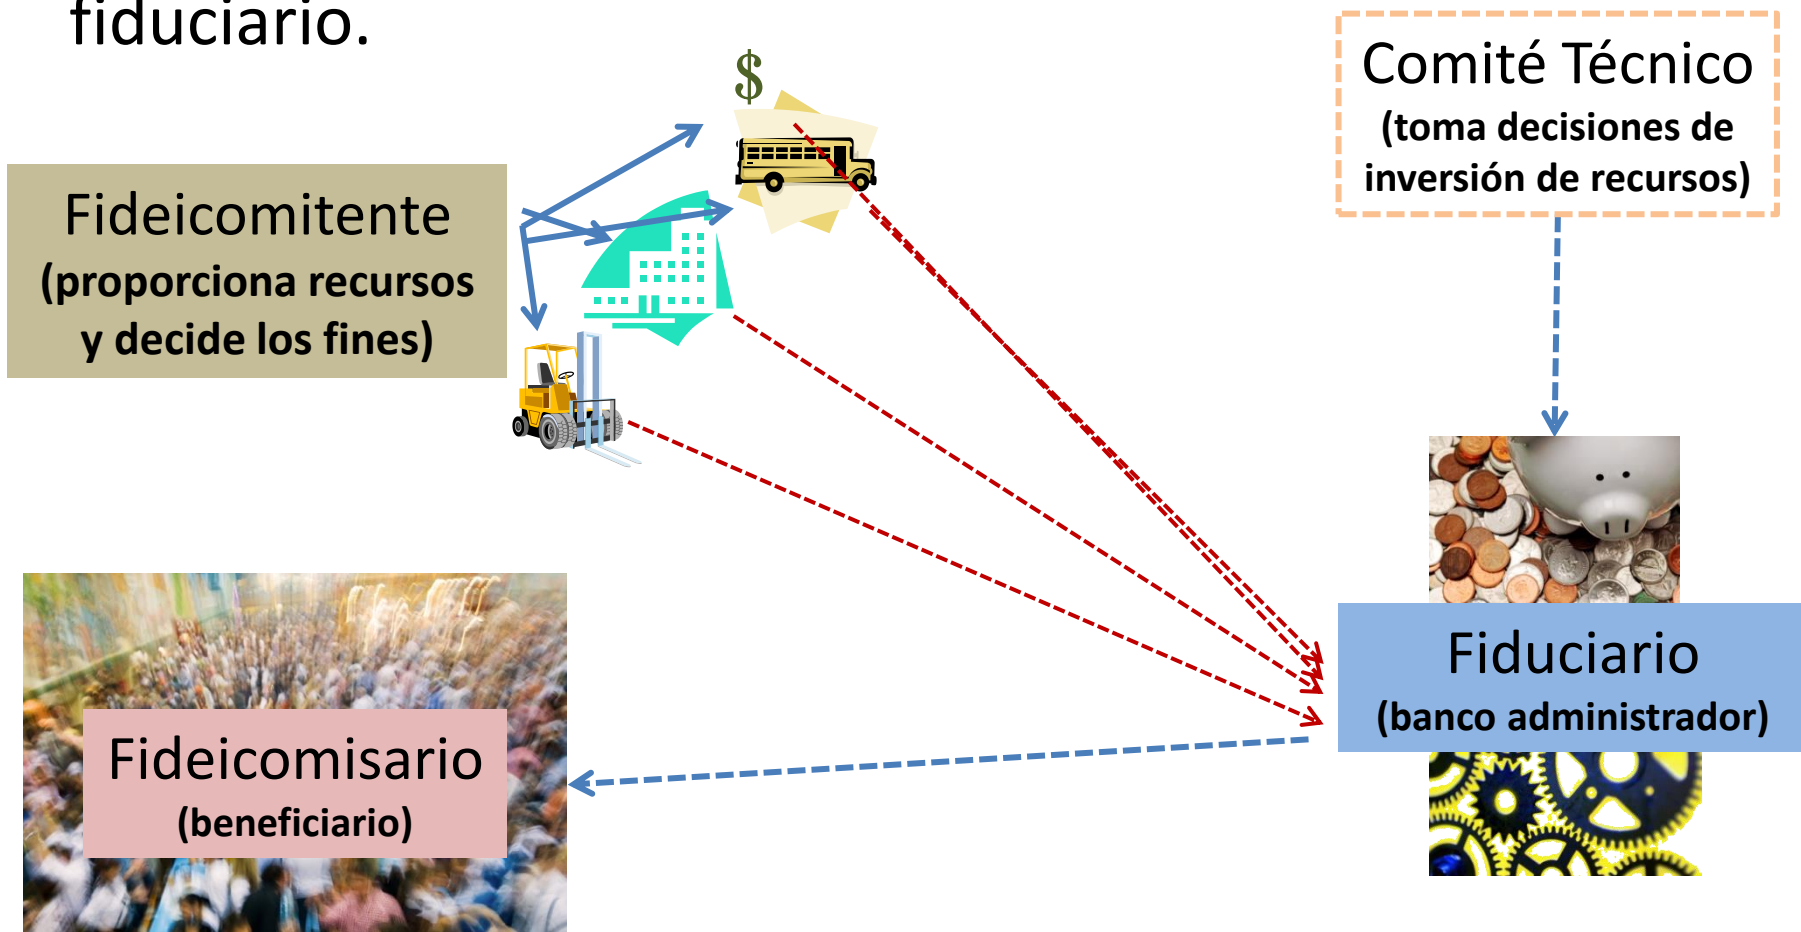 fiduciario.
$
Comité Técnico
(toma decisiones de
inversión de recursos)
Fideicomitente
(proporciona recursos
y decide los fines)
Fiduciario
(banco administrador)
Fideicomisario
(beneficiario)